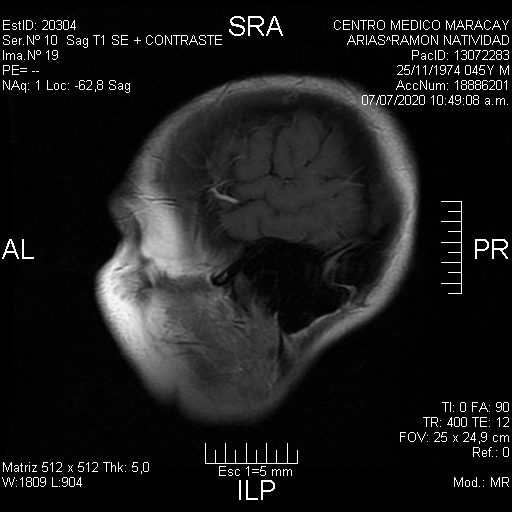 EstID: 20304
Ser.Nº 10 Sag T1 SE + CONTRASTE
Ima.Nº 19
PE= --
NAq: 1 Loc: -62,8 Sag
SRA
CENTRO MEDICO MARACAY
ARIAS^RAMON NATIVIDAD
PacID: 13072283
25/11/1974 045Y M
AccNum: 18886201
07/07/2020 10:49:08 a.m.
AL
PR
TI: 0 FA: 90
TR: 400 TE: 12
FOV: 25 x 24,9 cm
Ref.: 0
Matriz 512 x 512 Thk: 5,0
W:1809 L:904
Esc 1=5 mm
ILP
Mod.: MR